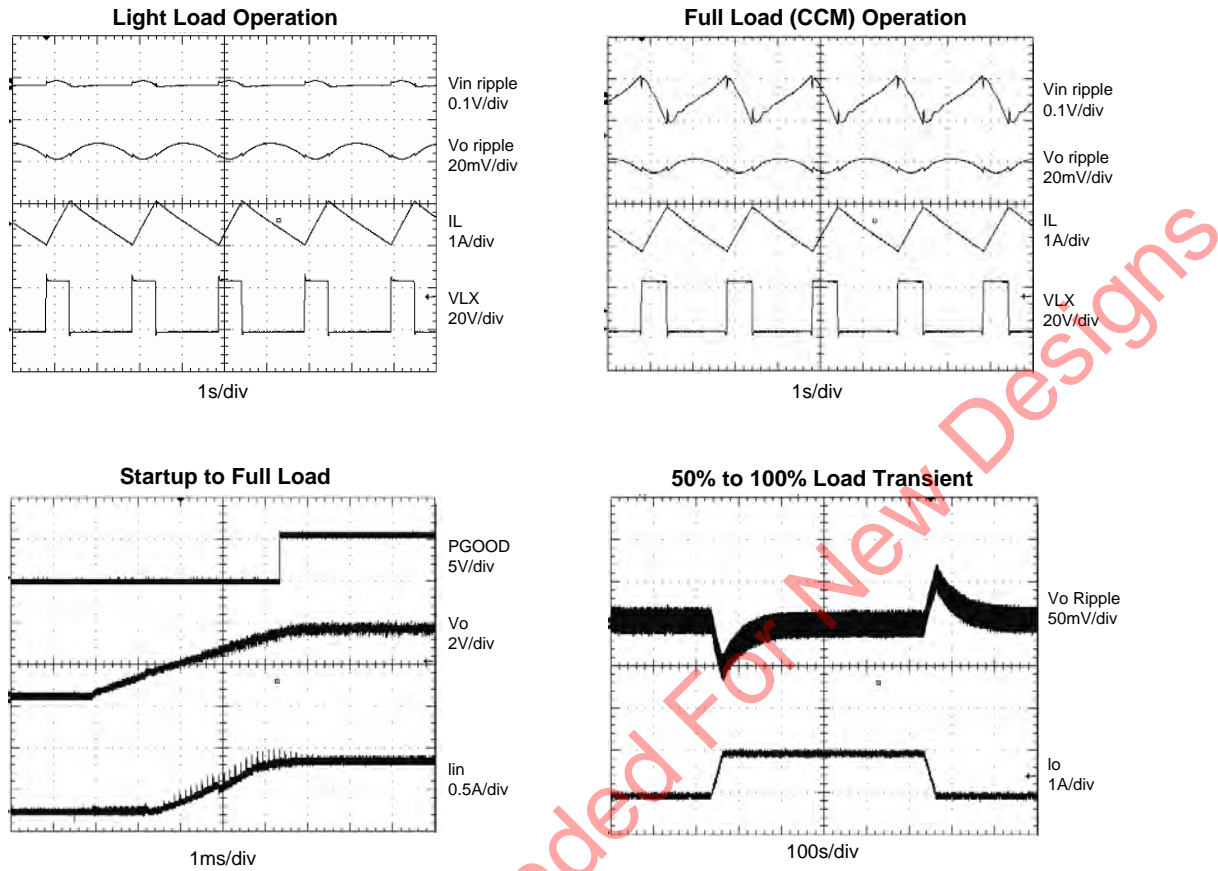 Light Load Operation
Vin ripple
0.1V/div
Vo ripple
20mV/div
IL
1A/div
VLX
20V/div
1s/div
Full Load (CCM) Operation
Vin ripple
0.1V/div
Vo ripple
20mV/div
IL
1A/div
VLX
20V/div
1s/div
Startup to Full Load
PGOOD
5V/div
Vo
2V/div
Iin
0.5A/div
1ms/div
50% to 100% Load Transient
Vo Ripple
50mV/div
Io
1A/div
100s/div
nded For New Designs